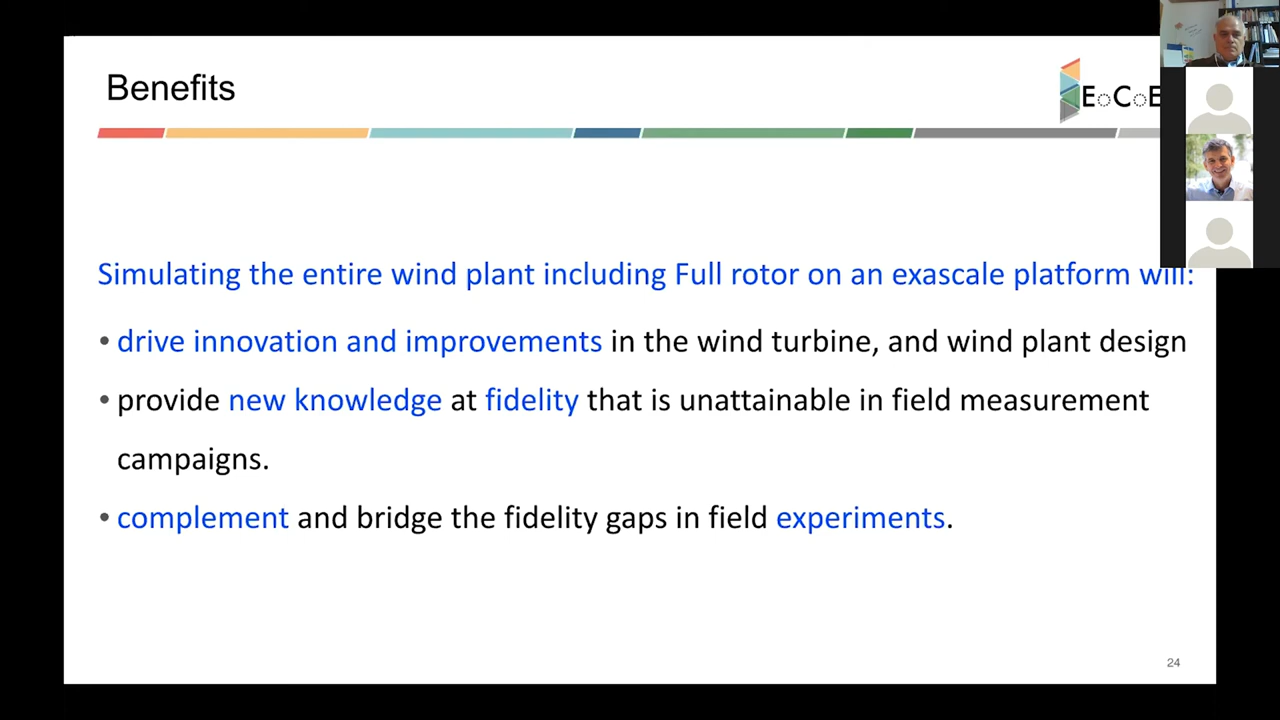 Benefits
EoCoE
Simulating the entire wind plant including Full rotor on an exascale platform will:
• drive innovation and improvements in the wind turbine, and wind plant design
• provide new knowledge at fidelity that is unattainable in field measurement
campaigns.
• complement and bridge the fidelity gaps in field experiments.
24